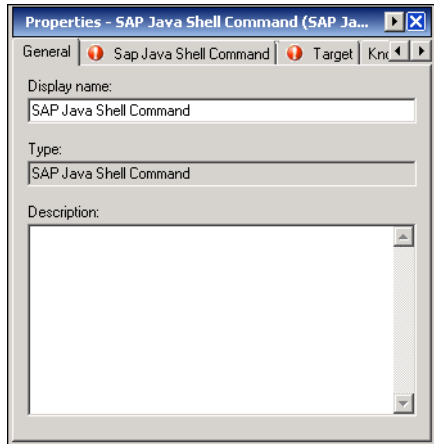 Properties - SAP Java Shell Command (SAP Ja...
General Sap Java Shell Command Target Kno
Display name:
SAP Java Shell Command
Type:
SAP Java Shell Command
Description: